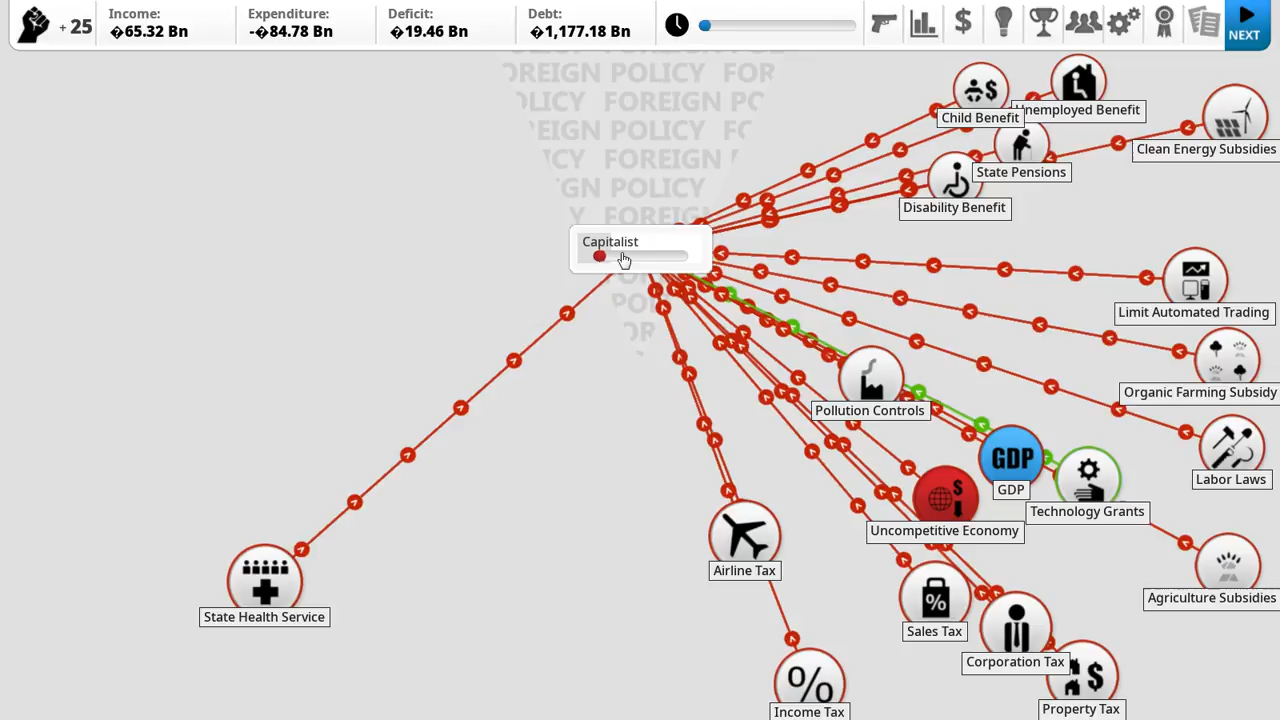 + 25
Income:
�65.32 Bn
Expenditure:
-�84.78 Bn
Deficit:
�19.46 Bn
Debt:
�1,177.18 Bn
NEXT
OREIGN POLICY FOR
OLICY FOREIGN PO
EIGN POLICY FO
ICY FOREIGN P
GN POLICY
Y FOREIGN
Child Benefit
Unemployed Benefit
Clean Energy Subsidies
State Pensions
Disability Benefit
Capitalist
Limit Automated Trading
Organic Farming Subsidy
Pollution Controls
Labor Laws
GDP
GDP
Technology Grants
Uncompetitive Economy
Airline Tax
Agriculture Subsidies
State Health Service
%
Sales Tax
Corporation Tax
%
Income Tax
Property Tax